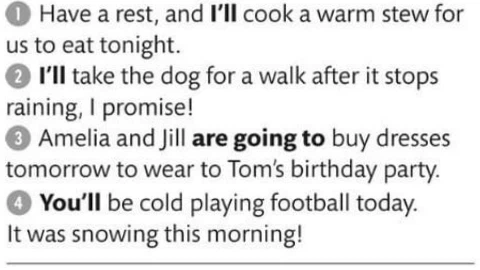 1 Have a rest, and I'll cook a warm stew for
us to eat tonight.
2 I'll take the dog for a walk after it stops
raining, I promise!
3 Amelia and Jill are going to buy dresses
tomorrow to wear to Tom's birthday party.
4 You'll be cold playing football today.
It was snowing this morning!